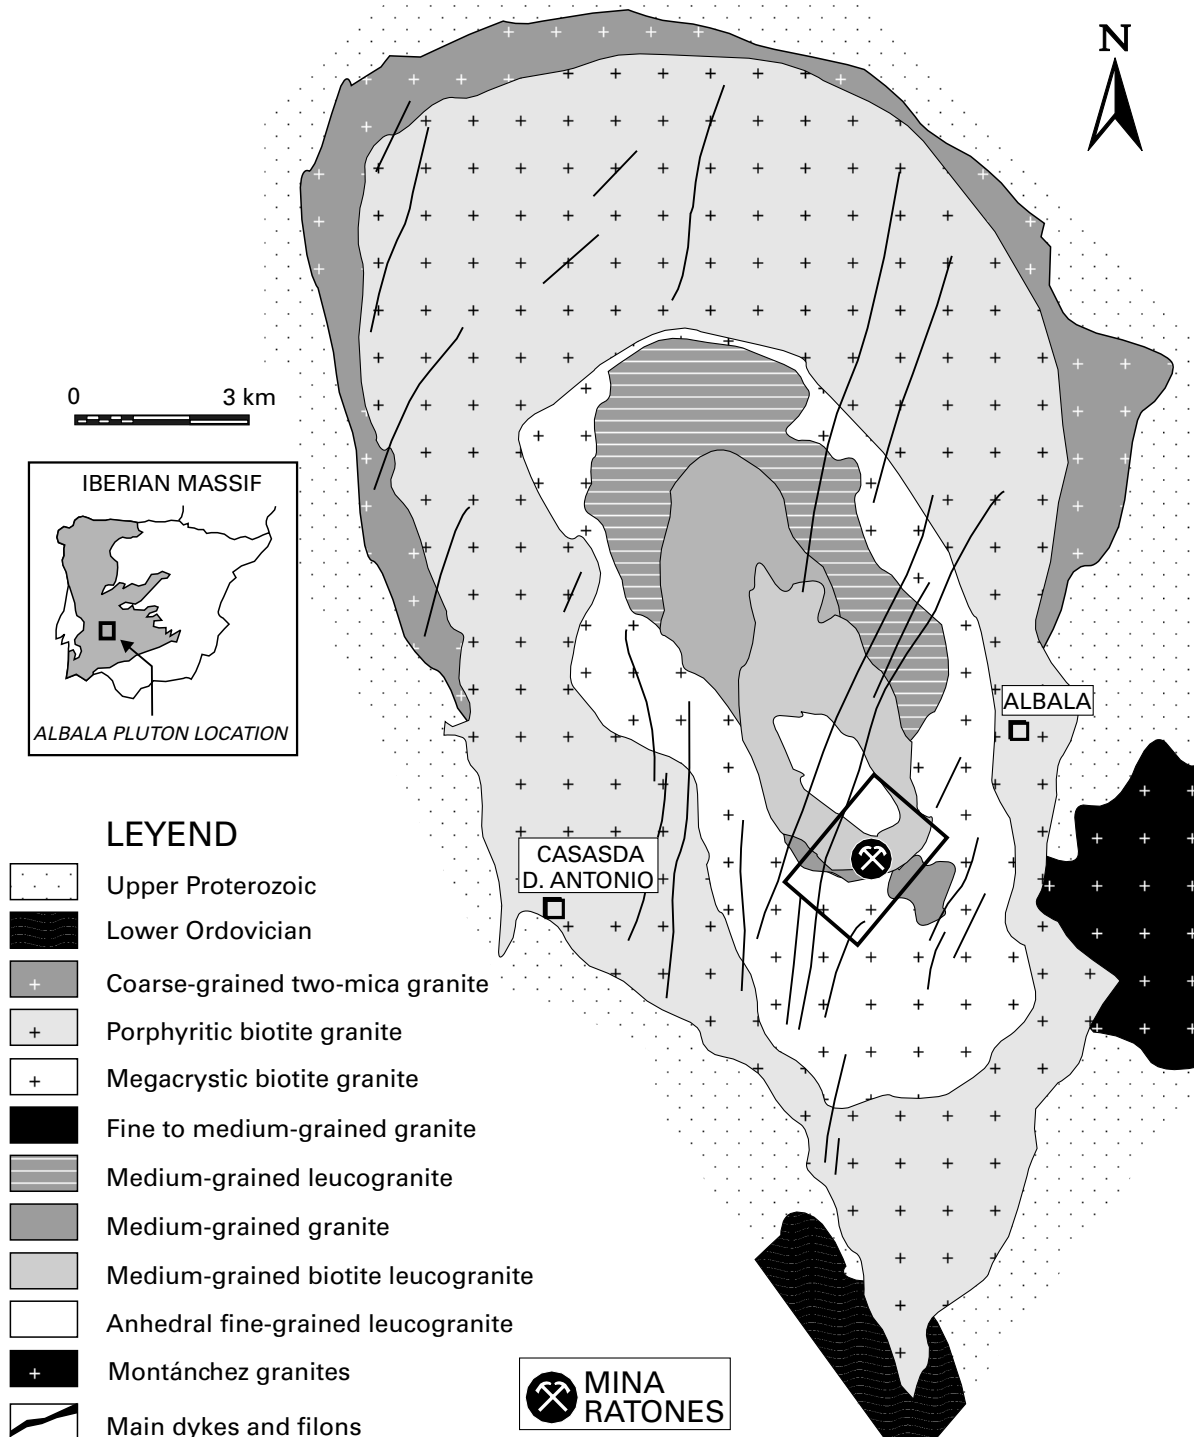 N
0 3 km
IBERIAN MASSIF
ALBALA PLUTON LOCATION
ALBALA
CASASDA
D. ANTONIO
LEYEND
Upper Proterozoic
Lower Ordovician
Coarse-grained two-mica granite
Porphyritic biotite granite
Megacrystic biotite granite
Fine to medium-grained granite
Medium-grained leucogranite
Medium-grained granite
Medium-grained biotite leucogranite
Anhedral fine-grained leucogranite
Montánchez granites
Main dykes and filons
MINA
RATONES